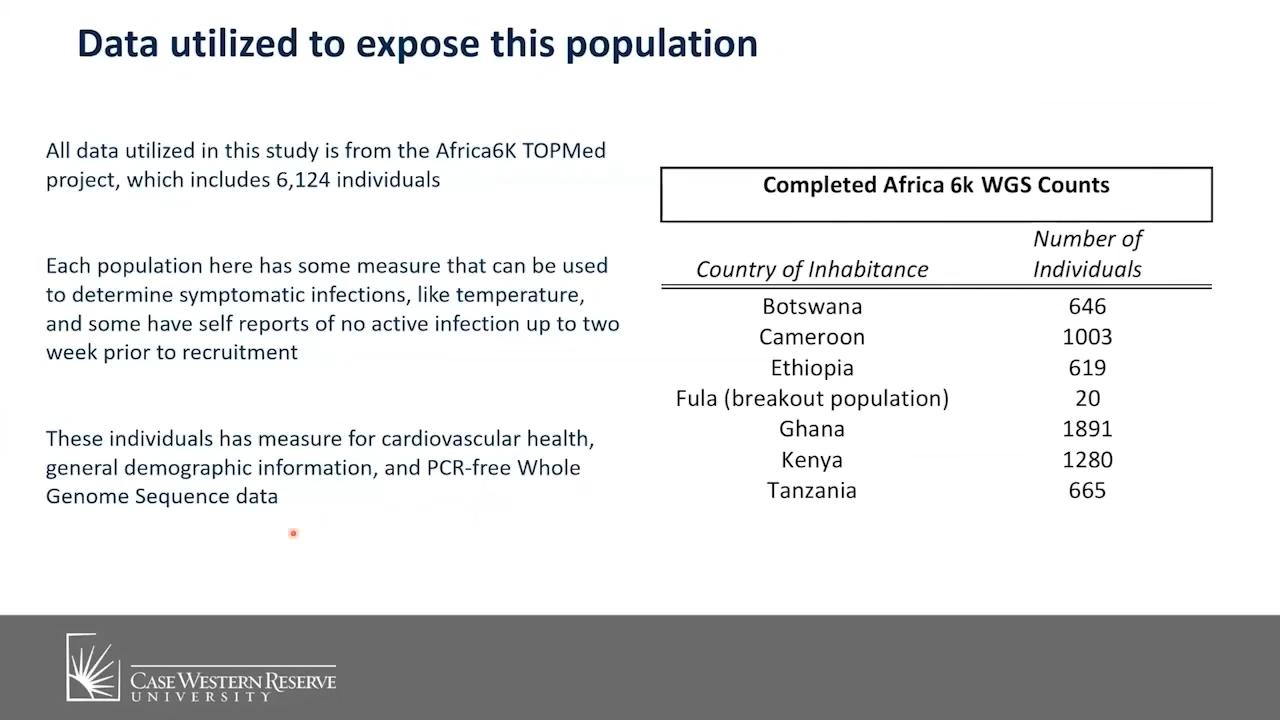 Data utilized to expose this population
All data utilized in this study is from the Africa6K TOPMed
project, which includes 6,124 individuals
Each population here has some measure that can be used
to determine symptomatic infections, like temperature,
and some have self reports of no active infection up to two
week prior to recruitment
These individuals has measure for cardiovascular health,
general demographic information, and PCR-free Whole
Genome Sequence data
Completed Africa 6k WGS Counts
Number of
Country of Inhabitance Individuals
Botswana 646
Cameroon 1003
Ethiopia 619
Fula (breakout population) 20
Ghana 1891
Kenya 1280
Tanzania 665
CASE WESTERN RESERVE
UNIVERSITY